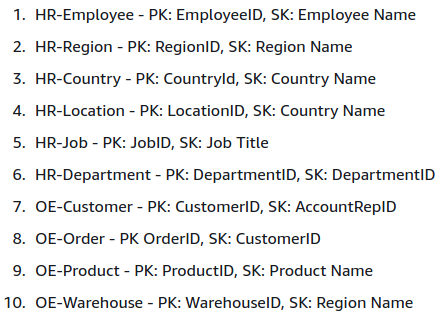 1. HR-Employee - PK: EmployeeID, SK: Employee Name
2. HR-Region - PK: RegionID, SK: Region Name
3. HR-Country - PK: CountryId, SK: Country Name
4. HR-Location - PK: LocationID, SK: Country Name
5. HR-Job - PK: JobID, SK: Job Title
6. HR-Department - PK: DepartmentID, SK: DepartmentID
7. OE-Customer - PK: CustomerID, SK: AccountRepID
8. OE-Order - PK OrderID, SK: CustomerID
9. OE-Product - PK: ProductID, SK: Product Name
10. OE-Warehouse - PK: WarehouseID, SK: Region Name